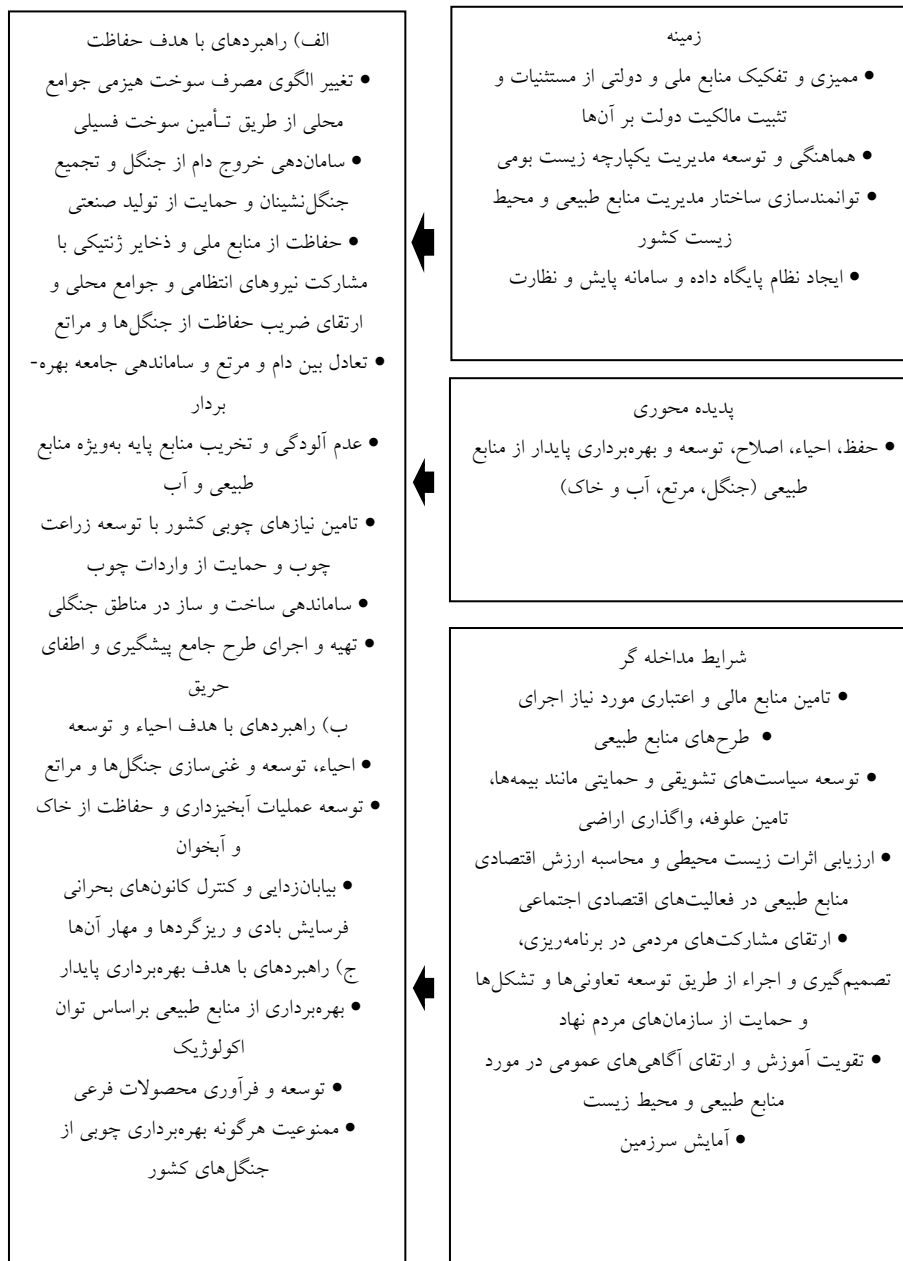 زمینه
● ممیزی و تفکیک منابع ملی و دولتی از مستثنیات و
تثبیت مالکیت دولت بر آن‌ها
● هماهنگی و توسعه مدیریت یکپارچه زیست بومی
● توانمندسازی ساختار مدیریت منابع طبیعی و محیط
زیست کشور
● ایجاد نظام پایگاه داده و سامانه پایش و نظارت
پدیده محوری
● حفظ، احیاء، اصلاح، توسعه و بهره‌برداری پایدار از منابع
طبیعی (جنگل، مرتع، آب و خاک)
شرایط مداخله گر
● تامین منابع مالی و اعتباری مورد نیاز اجرای
● طرح‌های منابع طبیعی
● توسعه سیاست‌های تشویقی و حمایتی مانند بیمه‌ها،
تامین علوفه، واگذاری اراضی
● ارزیابی اثرات زیست محیطی و محاسبه ارزش اقتصادی
منابع طبیعی در فعالیت‌های اقتصادی اجتماعی
● ارتقای مشارکت‌های مردمی در برنامه‌ریزی،
تصمیم‌گیری و اجراء از طریق توسعه تعاونی‌ها و تشکل‌ها
و حمایت از سازمان‌های مردم نهاد
● تقویت آموزش و ارتقای آگاهی‌های عمومی در مورد
منابع طبیعی و محیط زیست
● آمایش سرزمین
الف) راهبردهای با هدف حفاظت
● تغییر الگوی مصرف سوخت هیزمی جوامع
محلی از طریق تـأمین سوخت فسیلی
● سامان‌دهی خروج دام از جنگل و تجمیع
جنگل‌نشینان و حمایت از تولید صنعتی
● حفاظت از منابع ملی و ذخایر ژنتیکی با
مشارکت نیروهای انتظامی و جوامع محلی و
ارتقای ضریب حفاظت از جنگل‌ها و مراتع
● تعادل بین دام و مرتع و ساماندهی جامعه بهره-
بردار
● عدم آلودگی و تخریب منابع پایه به‌ویژه منابع
طبیعی و آب
● تامین نیازهای چوبی کشور با توسعه زراعت
چوب و حمایت از واردات چوب
● ساماندهی ساخت و ساز در مناطق جنگلی
● تهیه و اجرای طرح جامع پیشگیری و اطفای
حریق
ب) راهبردهای با هدف احیاء و توسعه
● احیاء، توسعه و غنی‌سازی جنگل‌ها و مراتع
● توسعه عملیات آبخیزداری و حفاظت از خاک
و آبخوان
● بیابان‌زدایی و کنترل کانون‌های بحرانی
فرسایش بادی و ریزگردها و مهار آن‌ها
ج) راهبردهای با هدف بهره‌برداری پایدار
● بهره‌برداری از منابع طبیعی براساس توان
اکولوژیک
● توسعه و فرآوری محصولات فرعی
● ممنوعیت هرگونه بهره‌برداری چوبی از
جنگل‌های کشور